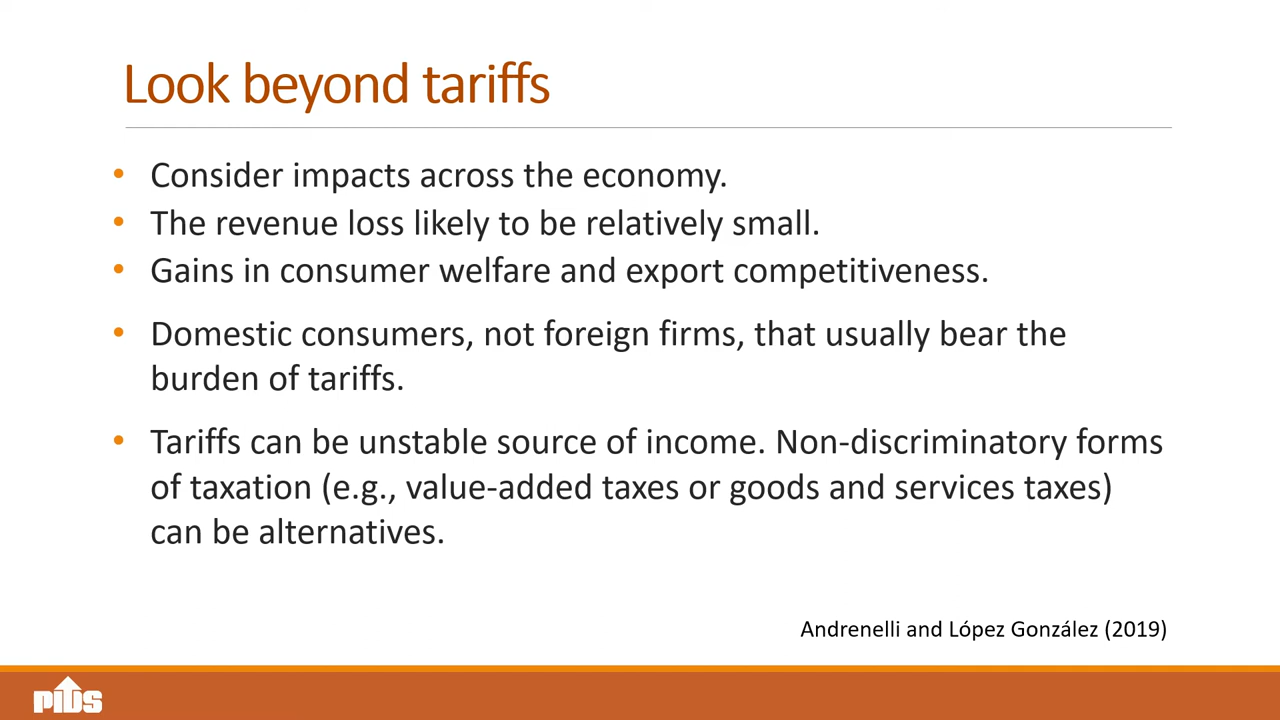 Look beyond tariffs
• Consider impacts across the economy.
• The revenue loss likely to be relatively small.
• Gains in consumer welfare and export competitiveness.
• Domestic consumers, not foreign firms, that usually bear the
burden of tariffs.
• Tariffs can be unstable source of income. Non-discriminatory forms
of taxation (e.g., value-added taxes or goods and services taxes)
can be alternatives.
Andrenelli and López González (2019)
PIDS